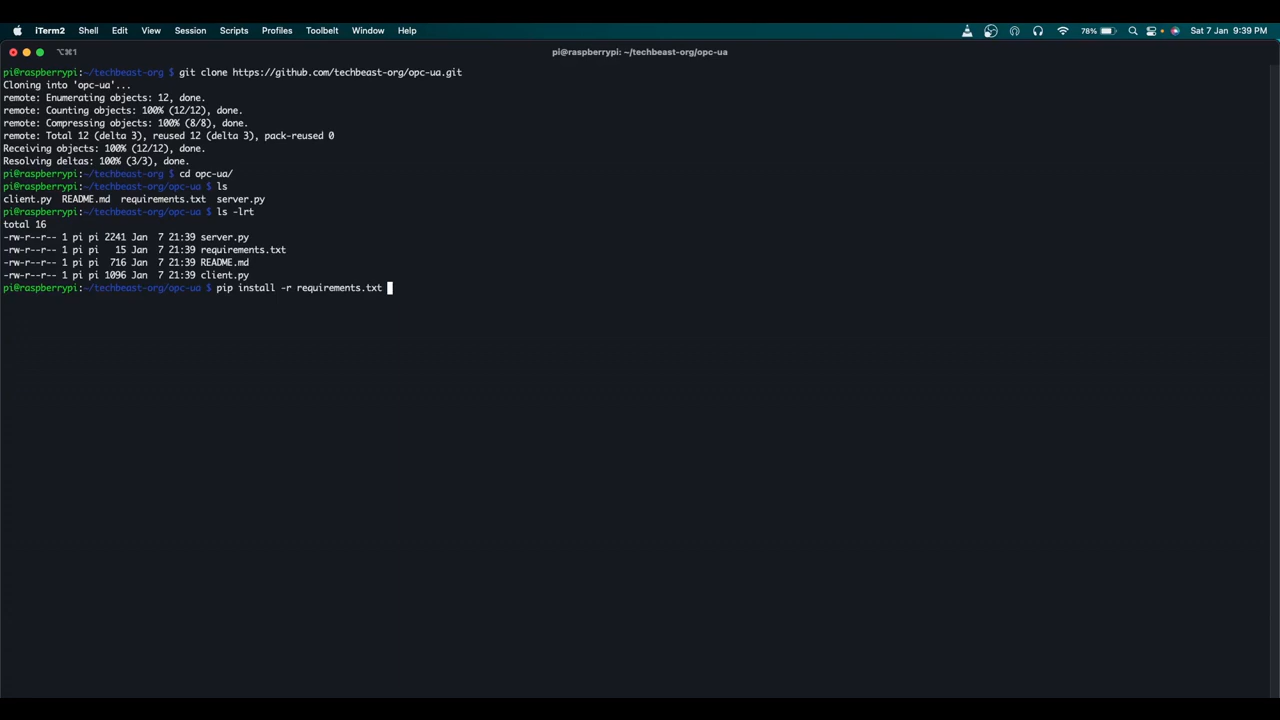 iTerm2 Shell Edit View Session Scripts Profiles Toolbelt Window Help 78% Sat 7 Jan 9:39 PM
⌥⌘1 pi@raspberrypi: ~/techbeast-org/opc-ua
pi@raspberrypi:~/techbeast-org $ git clone https://github.com/techbeast-org/opc-ua.git
Cloning into 'opc-ua'...
remote: Enumerating objects: 12, done.
remote: Counting objects: 100% (12/12), done.
remote: Compressing objects: 100% (8/8), done.
remote: Total 12 (delta 3), reused 12 (delta 3), pack-reused 0
Receiving objects: 100% (12/12), done.
Resolving deltas: 100% (3/3), done.
pi@raspberrypi:~/techbeast-org $ cd opc-ua/
pi@raspberrypi:~/techbeast-org/opc-ua $ ls
client.py  README.md  requirements.txt  server.py
pi@raspberrypi:~/techbeast-org/opc-ua $ ls -lrt
total 16
-rw-r--r-- 1 pi pi 2241 Jan  7 21:39 server.py
-rw-r--r-- 1 pi pi   15 Jan  7 21:39 requirements.txt
-rw-r--r-- 1 pi pi  716 Jan  7 21:39 README.md
-rw-r--r-- 1 pi pi 1096 Jan  7 21:39 client.py
pi@raspberrypi:~/techbeast-org/opc-ua $ pip install -r requirements.txt